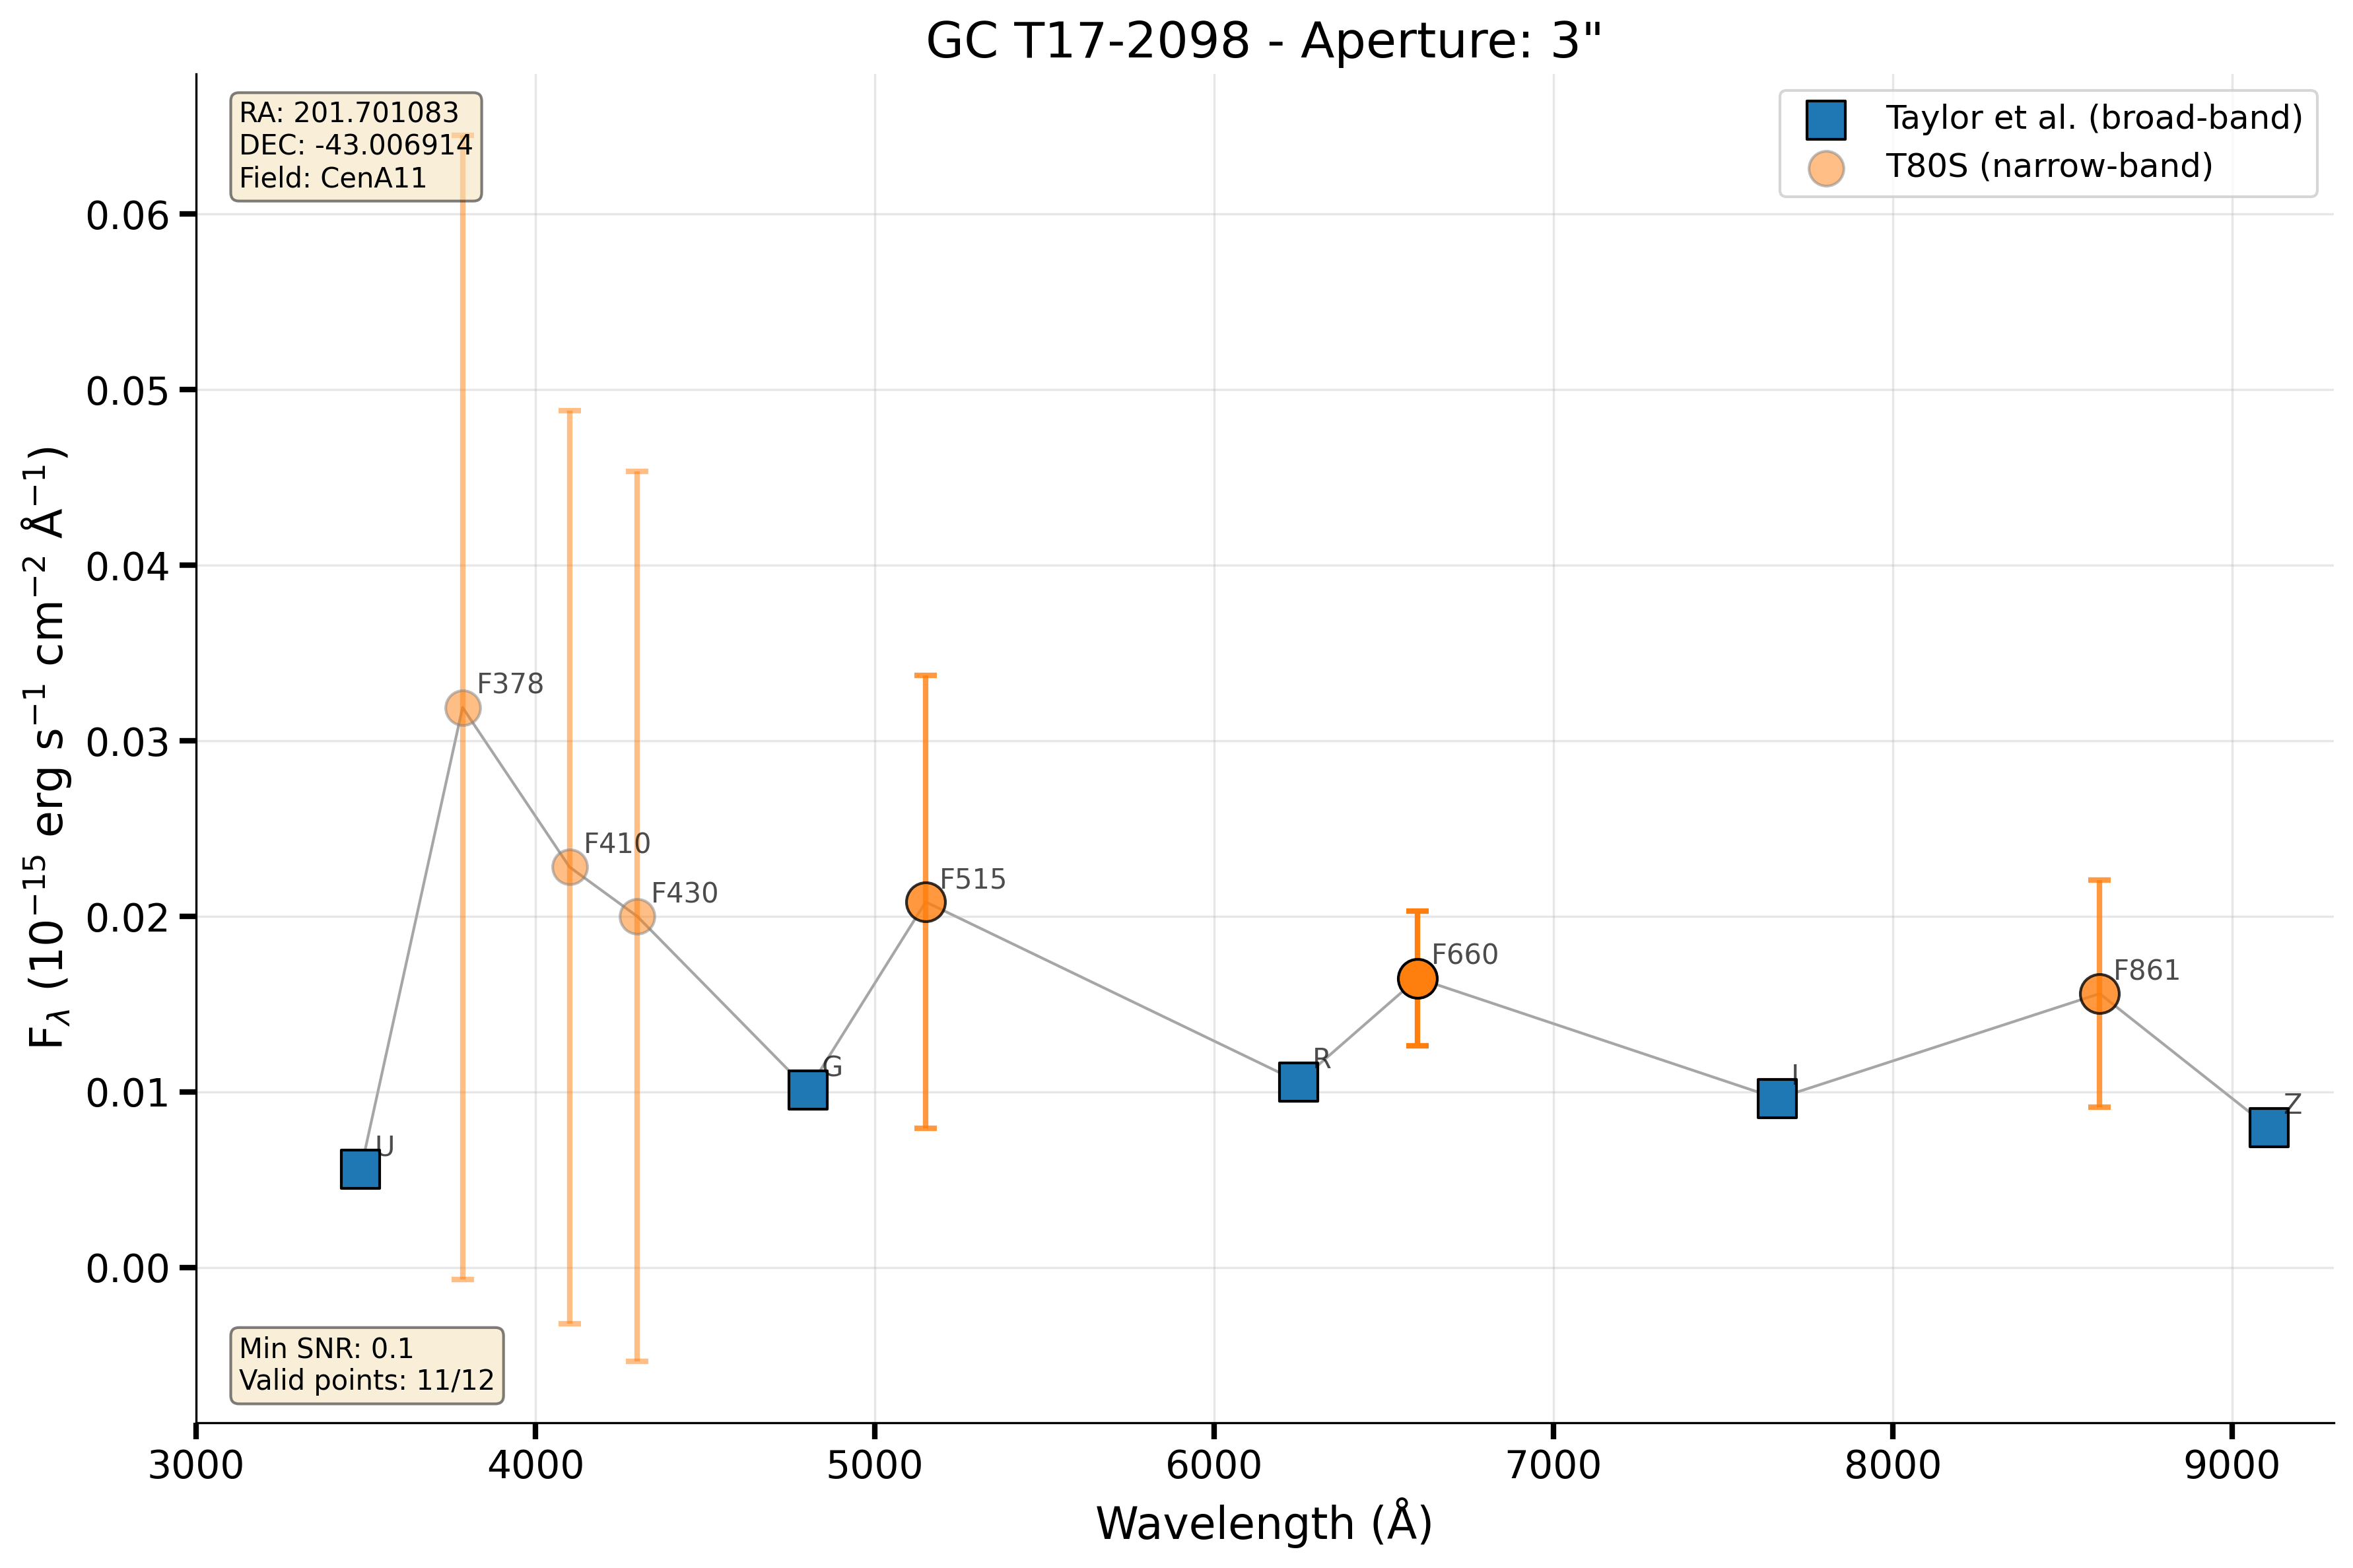 GC T17-2098 - Aperture: 3"
RA: 201.701083
DEC: -43.006914
Field: CenA11
Taylor et al. (broad-band)
T80S (narrow-band)
F_λ (10⁻¹⁵ erg s⁻¹ cm⁻² Å⁻¹)
0.06
0.05
0.04
0.03
0.02
0.01
0.00
F378
F410
F430
F515
F660
F861
U
G
R
I
Z
Min SNR: 0.1
Valid points: 11/12
3000 4000 5000 6000 7000 8000 9000
Wavelength (Å)